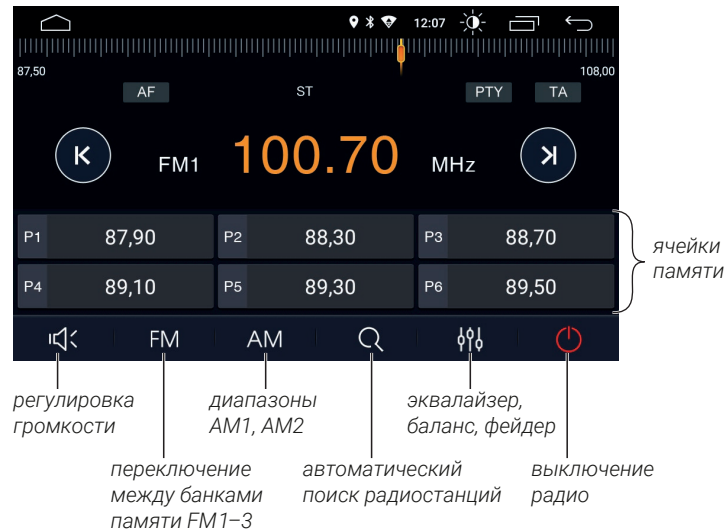 12:07
87,50
108,00
AF ST PTY TA
FM1 100.70 MHz
P1 87,90 P2 88,30 P3 88,70
P4 89,10 P5 89,30 P6 89,50
ячейки
памяти
FM AM
регулировка
громкости
диапазоны
AM1, AM2
эквалайзер,
баланс, фейдер
переключение
между банками
памяти FM1–3
автоматический
поиск радиостанций
выключение
радио